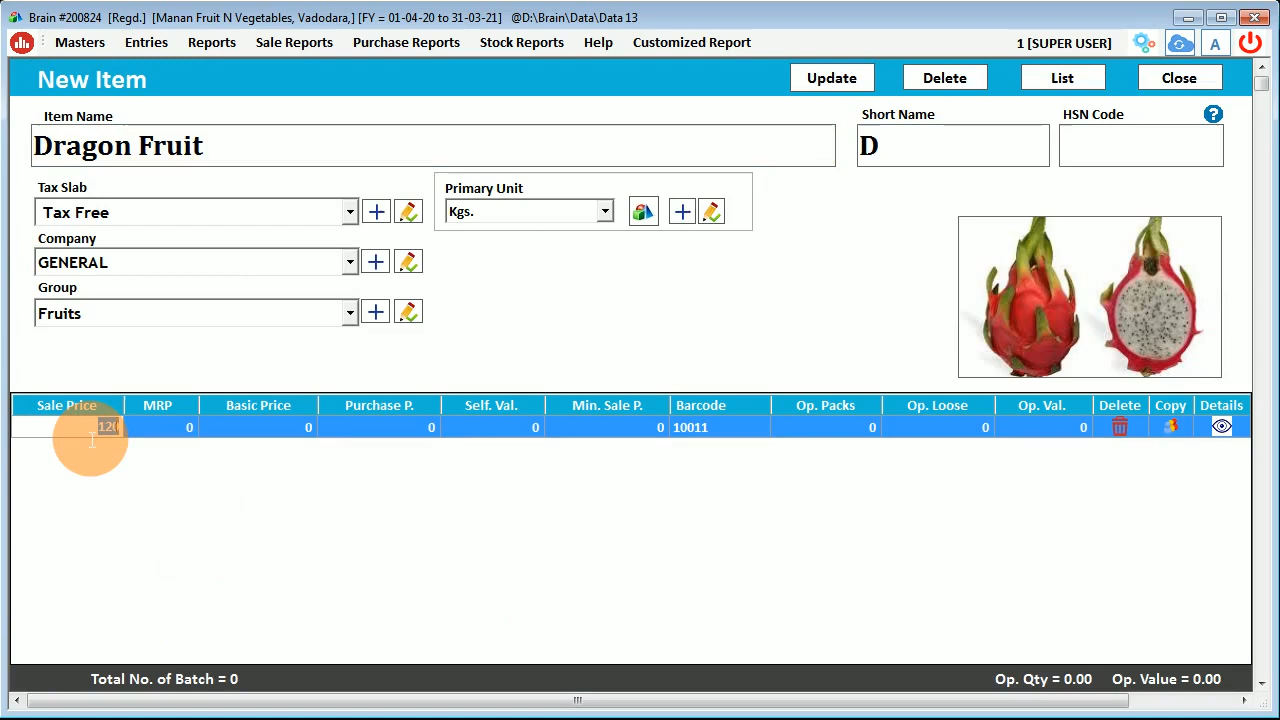 Brain #200824 [Regd.] [Manan Fruit N Vegetables, Vadodara,] [FY = 01-04-20 to 31-03-21] @D:\Brain\Data\Data 13
Masters Entries Reports Sale Reports Purchase Reports Stock Reports Help Customized Report 1 [SUPER USER] A
New Item Update Delete List Close
Item Name Short Name HSN Code ?
Dragon Fruit D
Tax Slab Primary Unit
Tax Free Kgs.
Company
GENERAL
Group
Fruits
Sale Price MRP Basic Price Purchase P. Self. Val. Min. Sale P. Barcode Op. Packs Op. Loose Op. Val. Delete Copy Details
120 0 0 0 0 0 10011 0 0 0
Total No. of Batch = 0 Op. Qty = 0.00 Op. Value = 0.00